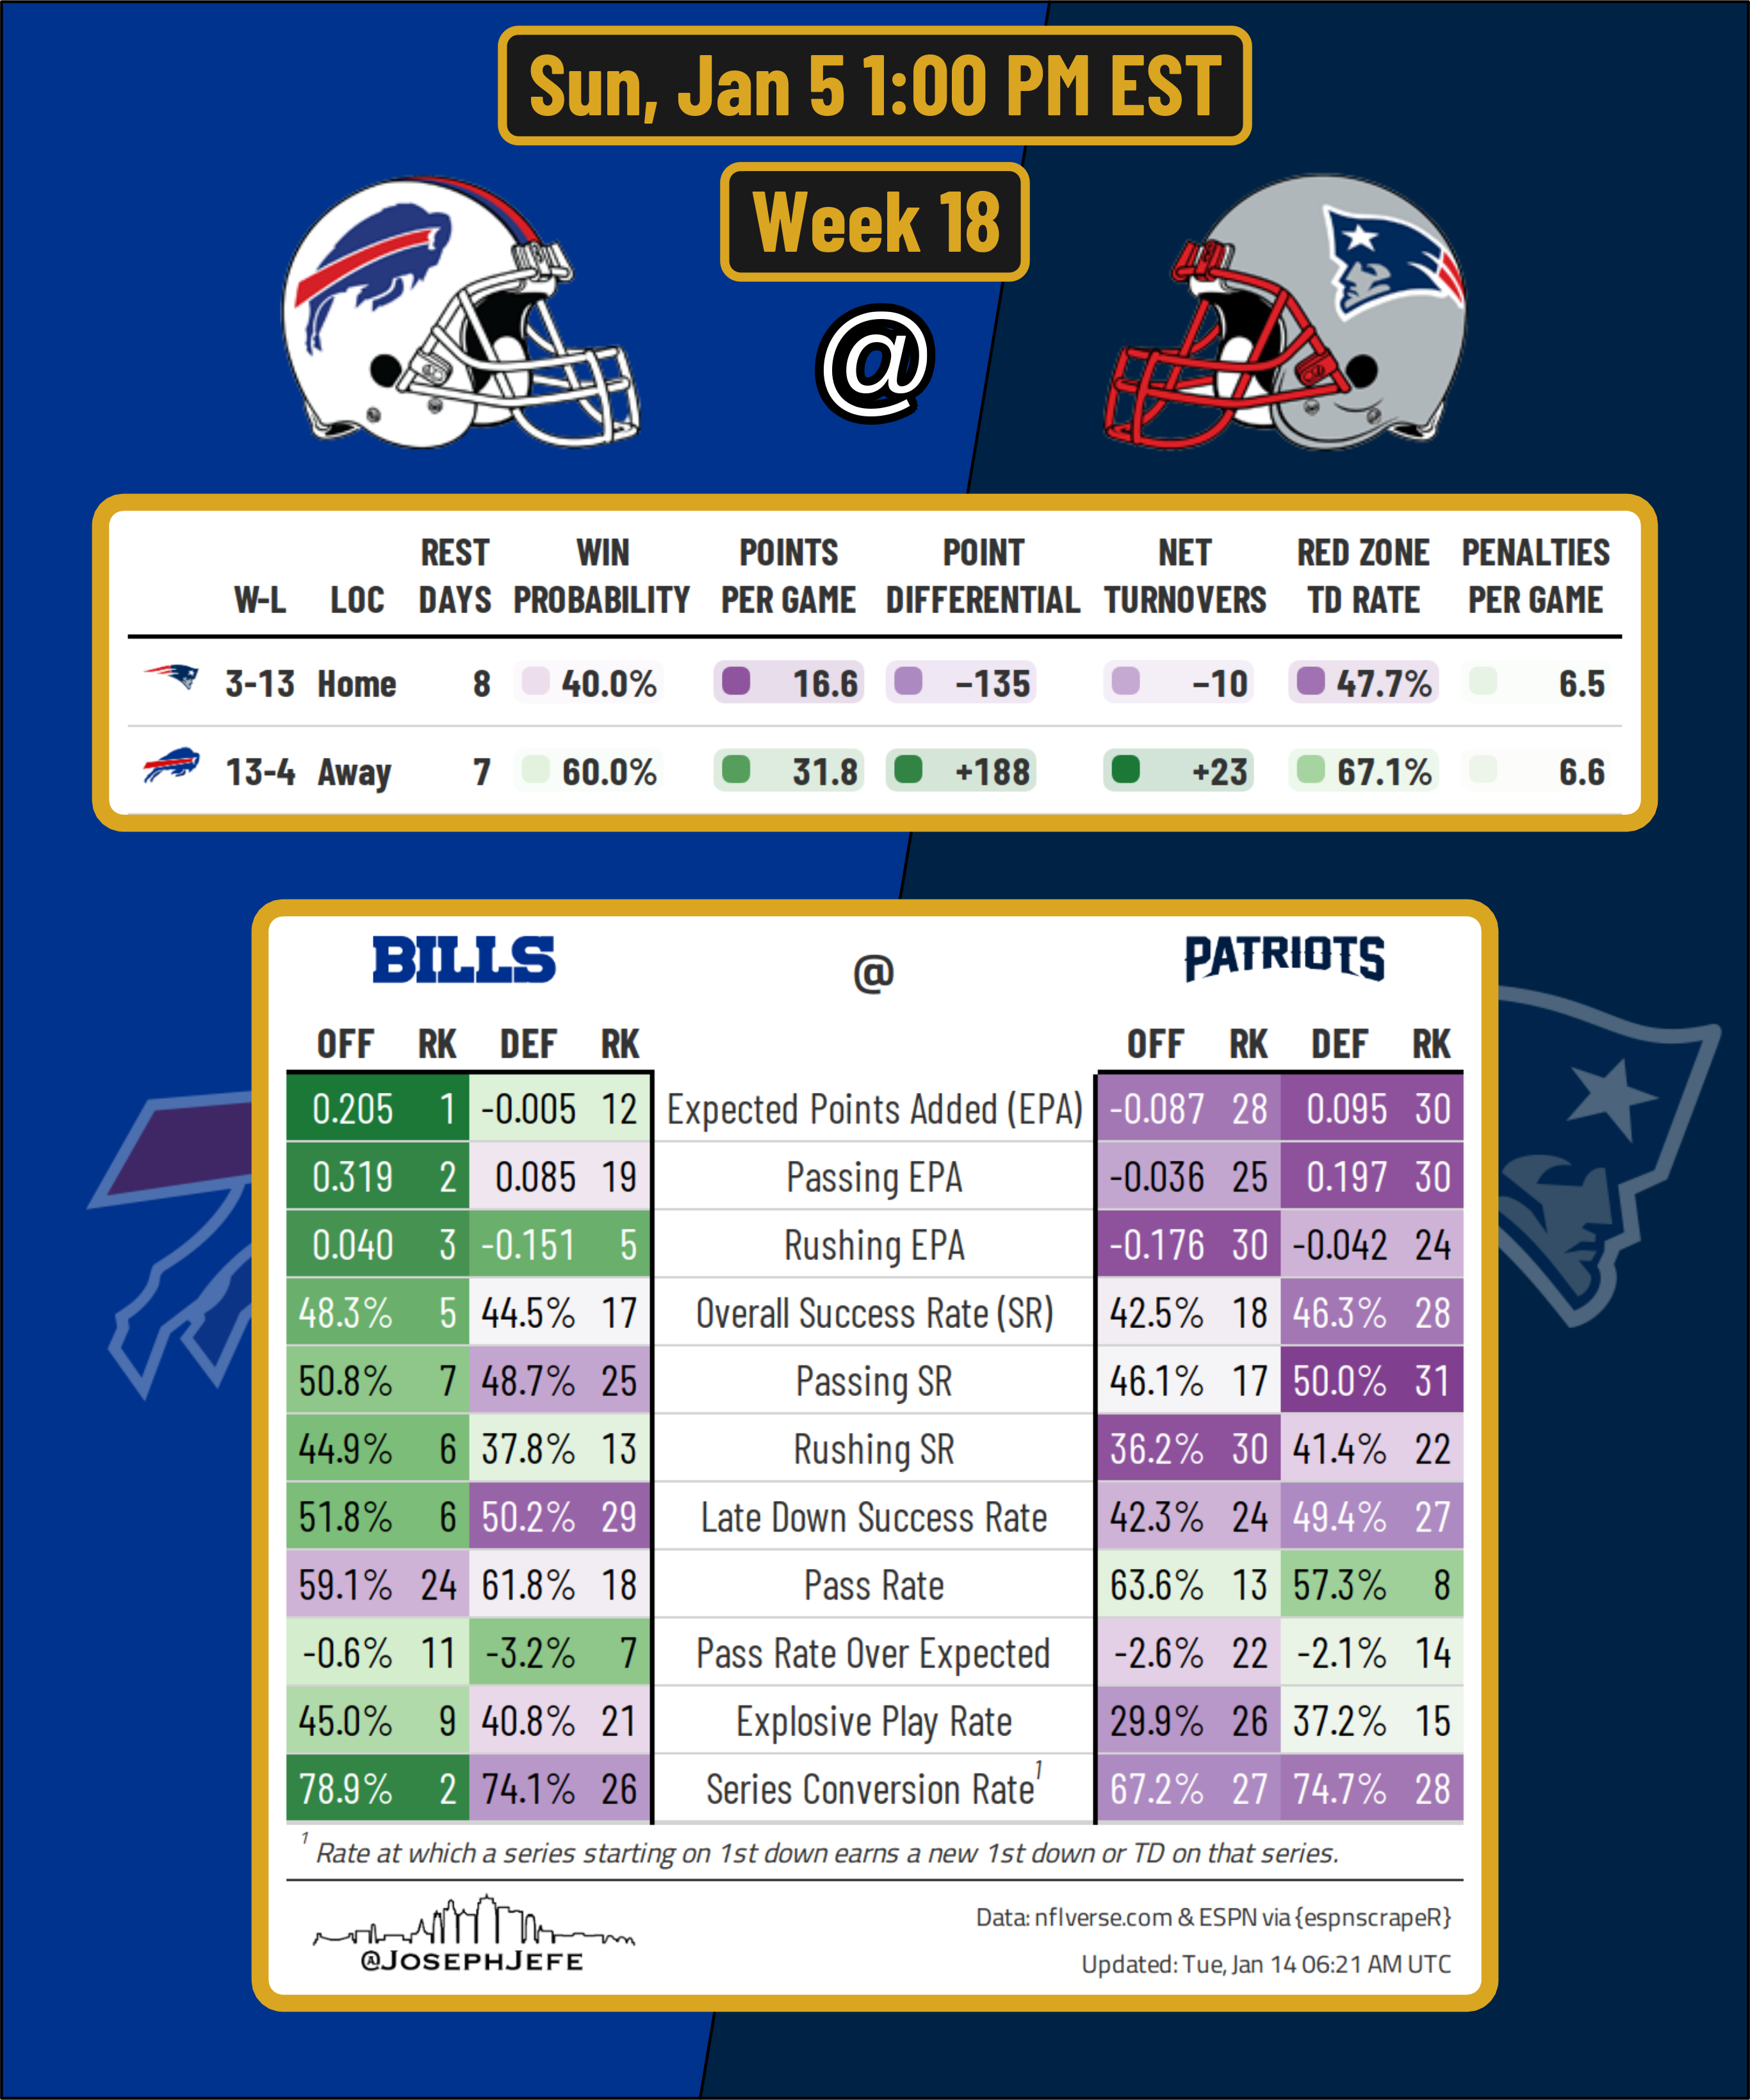 Sun, Jan 5 1:00 PM EST
Week 18
@
W-L LOC REST DAYS WIN PROBABILITY POINTS PER GAME POINT DIFFERENTIAL NET TURNOVERS RED ZONE TD RATE PENALTIES PER GAME
3-13 Home 8 40.0% 16.6 −135 −10 47.7% 6.5
13-4 Away 7 60.0% 31.8 +188 +23 67.1% 6.6
BILLS @ PATRIOTS
OFF RK DEF RK OFF RK DEF RK
0.205 1 -0.005 12 Expected Points Added (EPA) -0.087 28 0.095 30
0.319 2 0.085 19 Passing EPA -0.036 25 0.197 30
0.040 3 -0.151 5 Rushing EPA -0.176 30 -0.042 24
48.3% 5 44.5% 17 Overall Success Rate (SR) 42.5% 18 46.3% 28
50.8% 7 48.7% 25 Passing SR 46.1% 17 50.0% 31
44.9% 6 37.8% 13 Rushing SR 36.2% 30 41.4% 22
51.8% 6 50.2% 29 Late Down Success Rate 42.3% 24 49.4% 27
59.1% 24 61.8% 18 Pass Rate 63.6% 13 57.3% 8
-0.6% 11 -3.2% 7 Pass Rate Over Expected -2.6% 22 -2.1% 14
45.0% 9 40.8% 21 Explosive Play Rate 29.9% 26 37.2% 15
78.9% 2 74.1% 26 Series Conversion Rate¹ 67.2% 27 74.7% 28
¹ Rate at which a series starting on 1st down earns a new 1st down or TD on that series.
@JOSEPHJEFE
Data: nflverse.com & ESPN via {espnscrapeR}
Updated: Tue, Jan 14 06:21 AM UTC